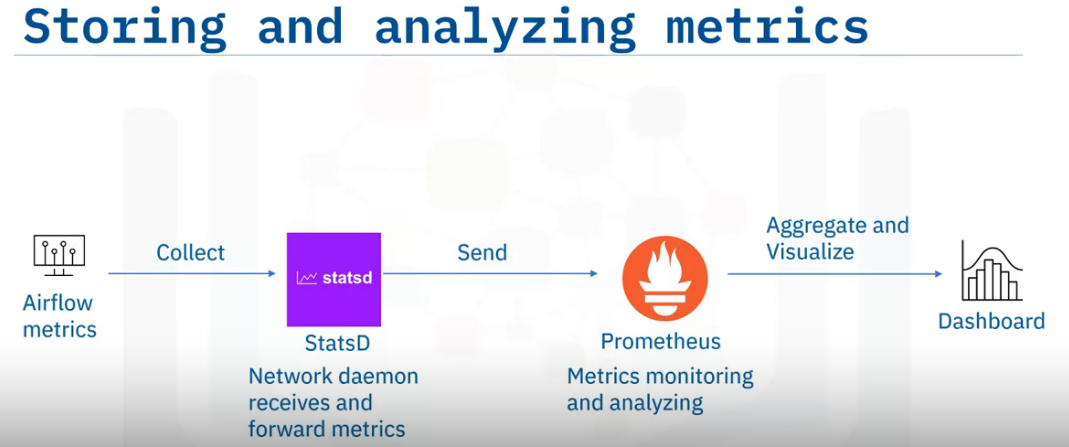 Storing and analyzing metrics
Collect
Send
Aggregate and
Visualize
statsd
Airflow
metrics
StatsD
Prometheus
Dashboard
Network daemon
receives and
forward metrics
Metrics monitoring
and analyzing